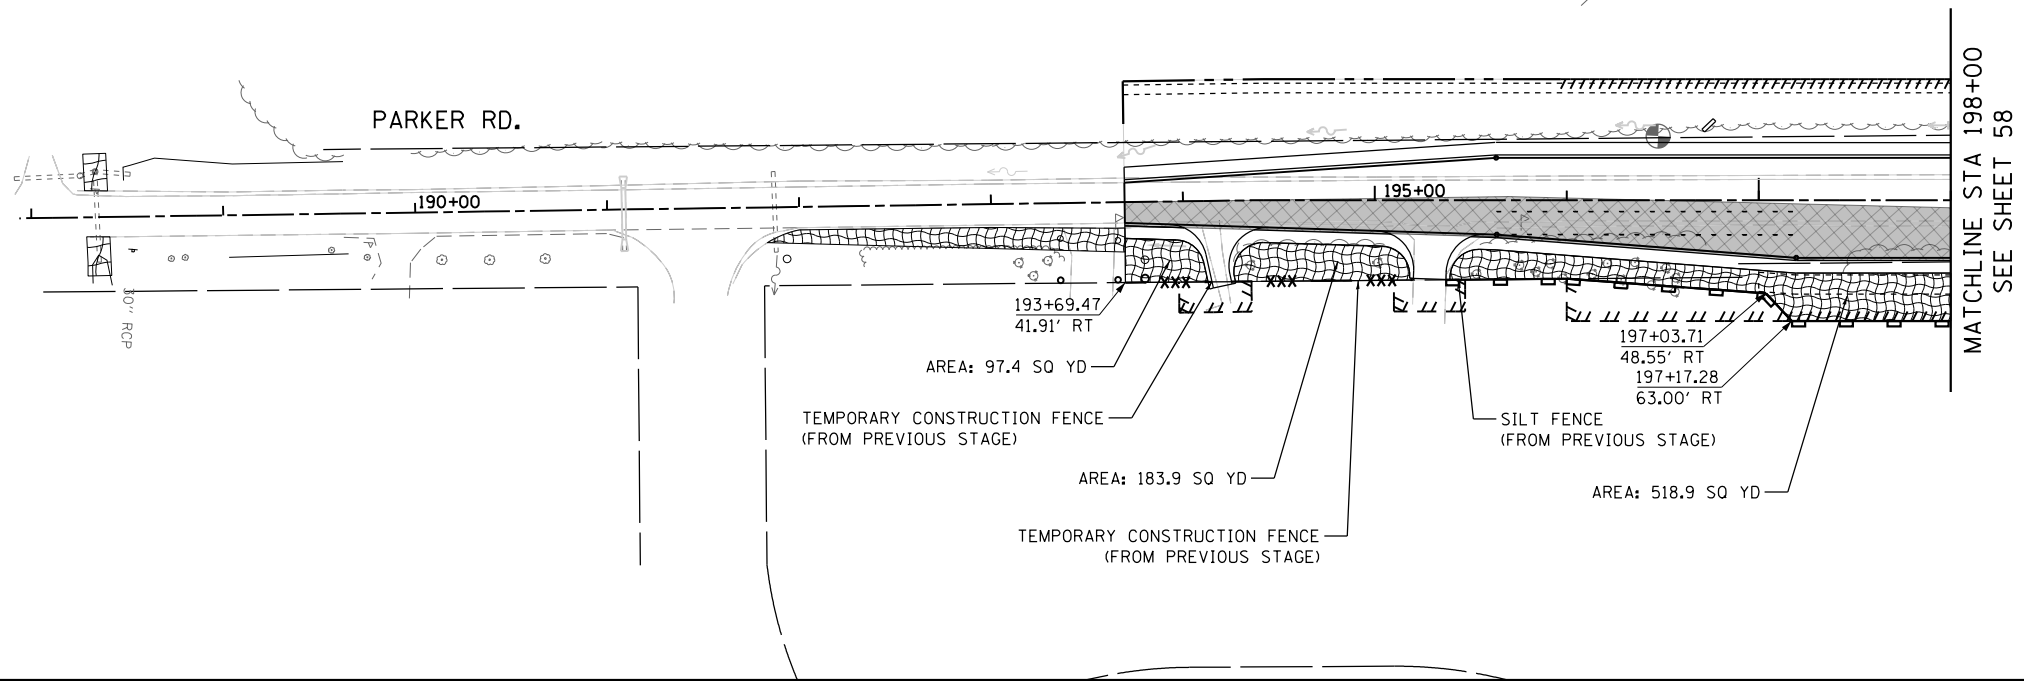 PARKER RD.
190+00
195+00
30" RCP
193+69.47
41.91' RT
AREA: 97.4 SQ YD
TEMPORARY CONSTRUCTION FENCE
(FROM PREVIOUS STAGE)
AREA: 183.9 SQ YD
TEMPORARY CONSTRUCTION FENCE
(FROM PREVIOUS STAGE)
197+03.71
48.55' RT
197+17.28
63.00' RT
SILT FENCE
(FROM PREVIOUS STAGE)
AREA: 518.9 SQ YD
MATCHLINE STA 198+00
SEE SHEET 58